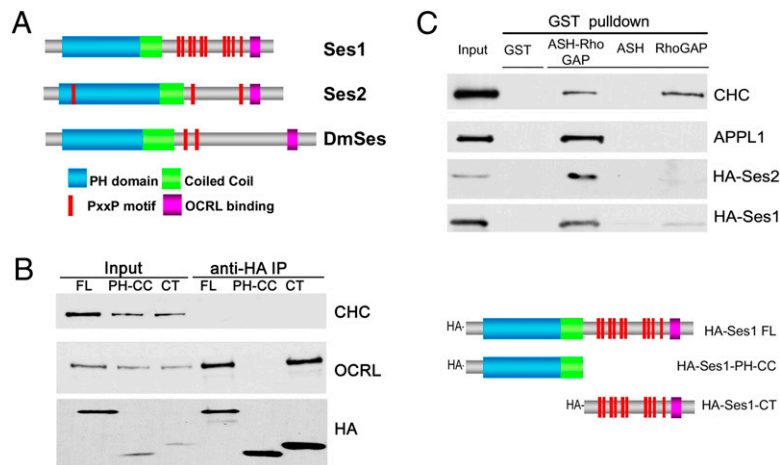 A
Ses1
Ses2
DmSes
PH domain
Coiled Coil
PxxP motif
OCRL binding
B
Input anti-HA IP
FL PH-CC CT FL PH-CC CT
CHC
OCRL
HA
C
GST pulldown
Input GST ASH-Rho GAP ASH RhoGAP
CHC
APPL1
HA-Ses2
HA-Ses1
HA- HA-Ses1 FL
HA- HA-Ses1-PH-CC
HA- HA-Ses1-CT